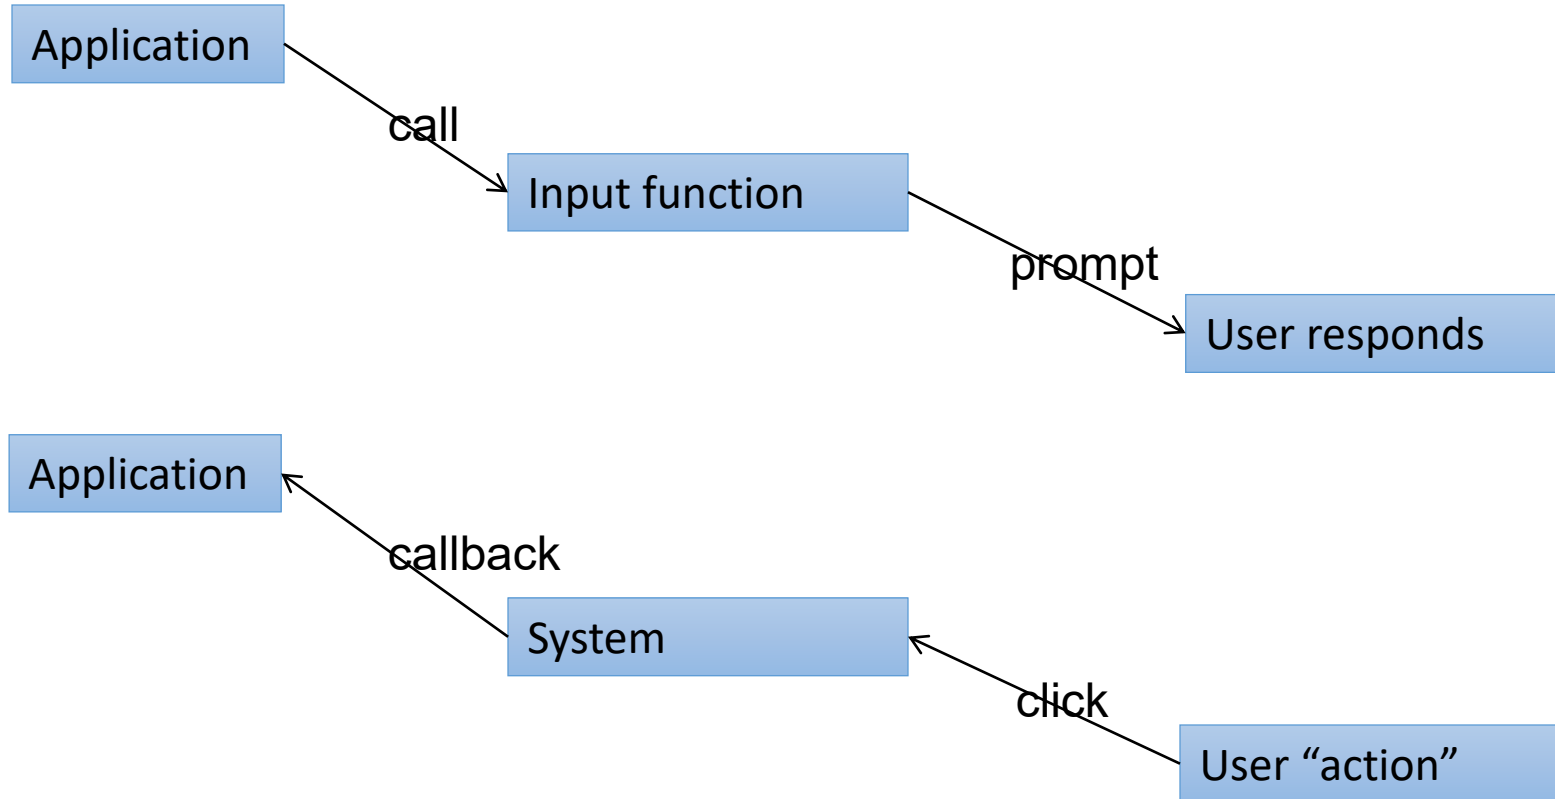 Application
call
Input function
prompt
User responds
Application
callback
System
click
User “action”